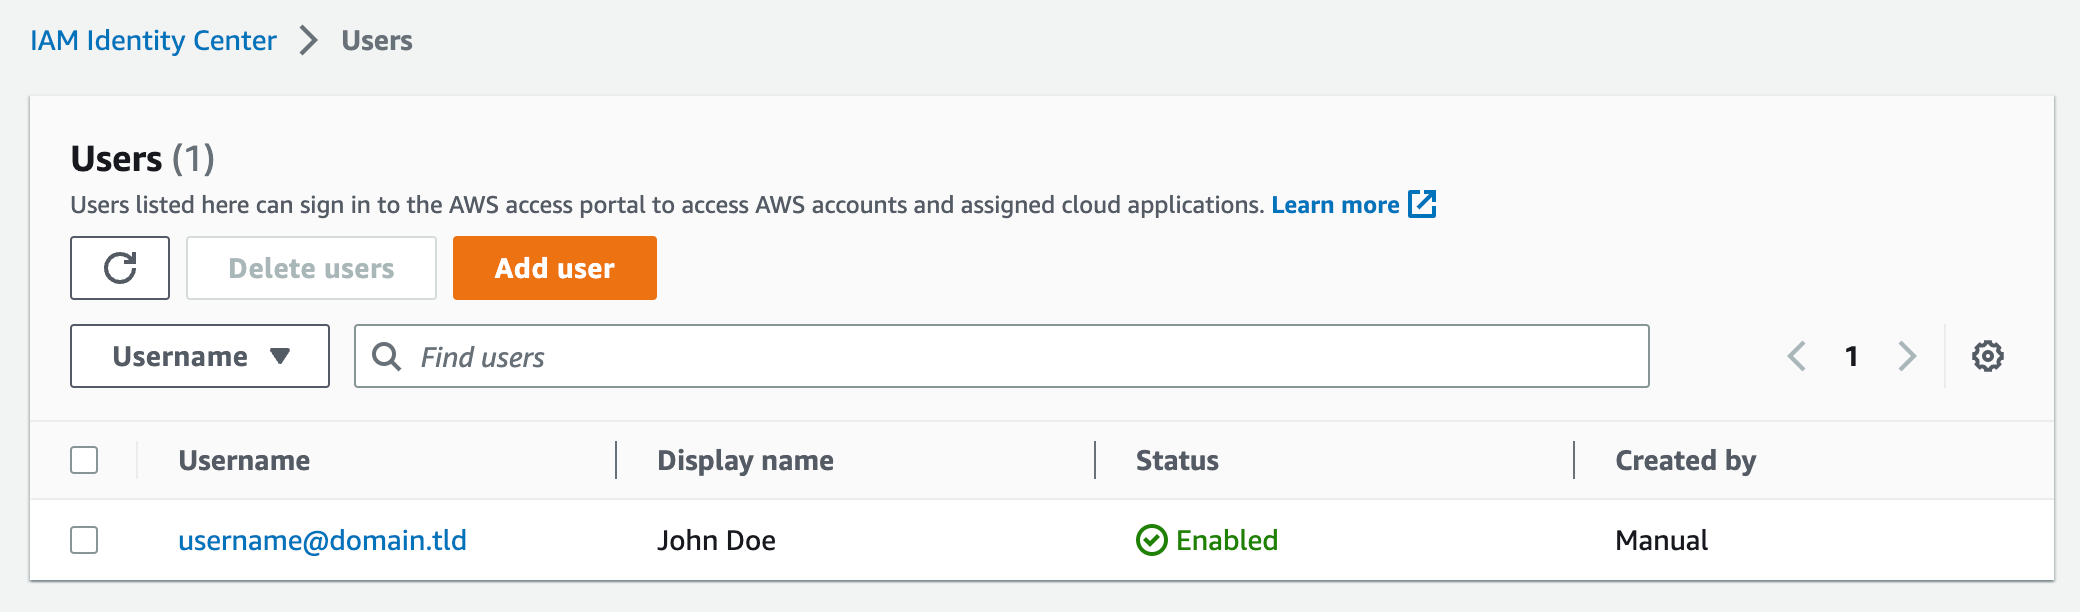 IAM Identity Center > Users
Users (1)
Users listed here can sign in to the AWS access portal to access AWS accounts and assigned cloud applications. Learn more
Delete users Add user
Username Find users 1
Username Display name Status Created by
username@domain.tld John Doe Enabled Manual